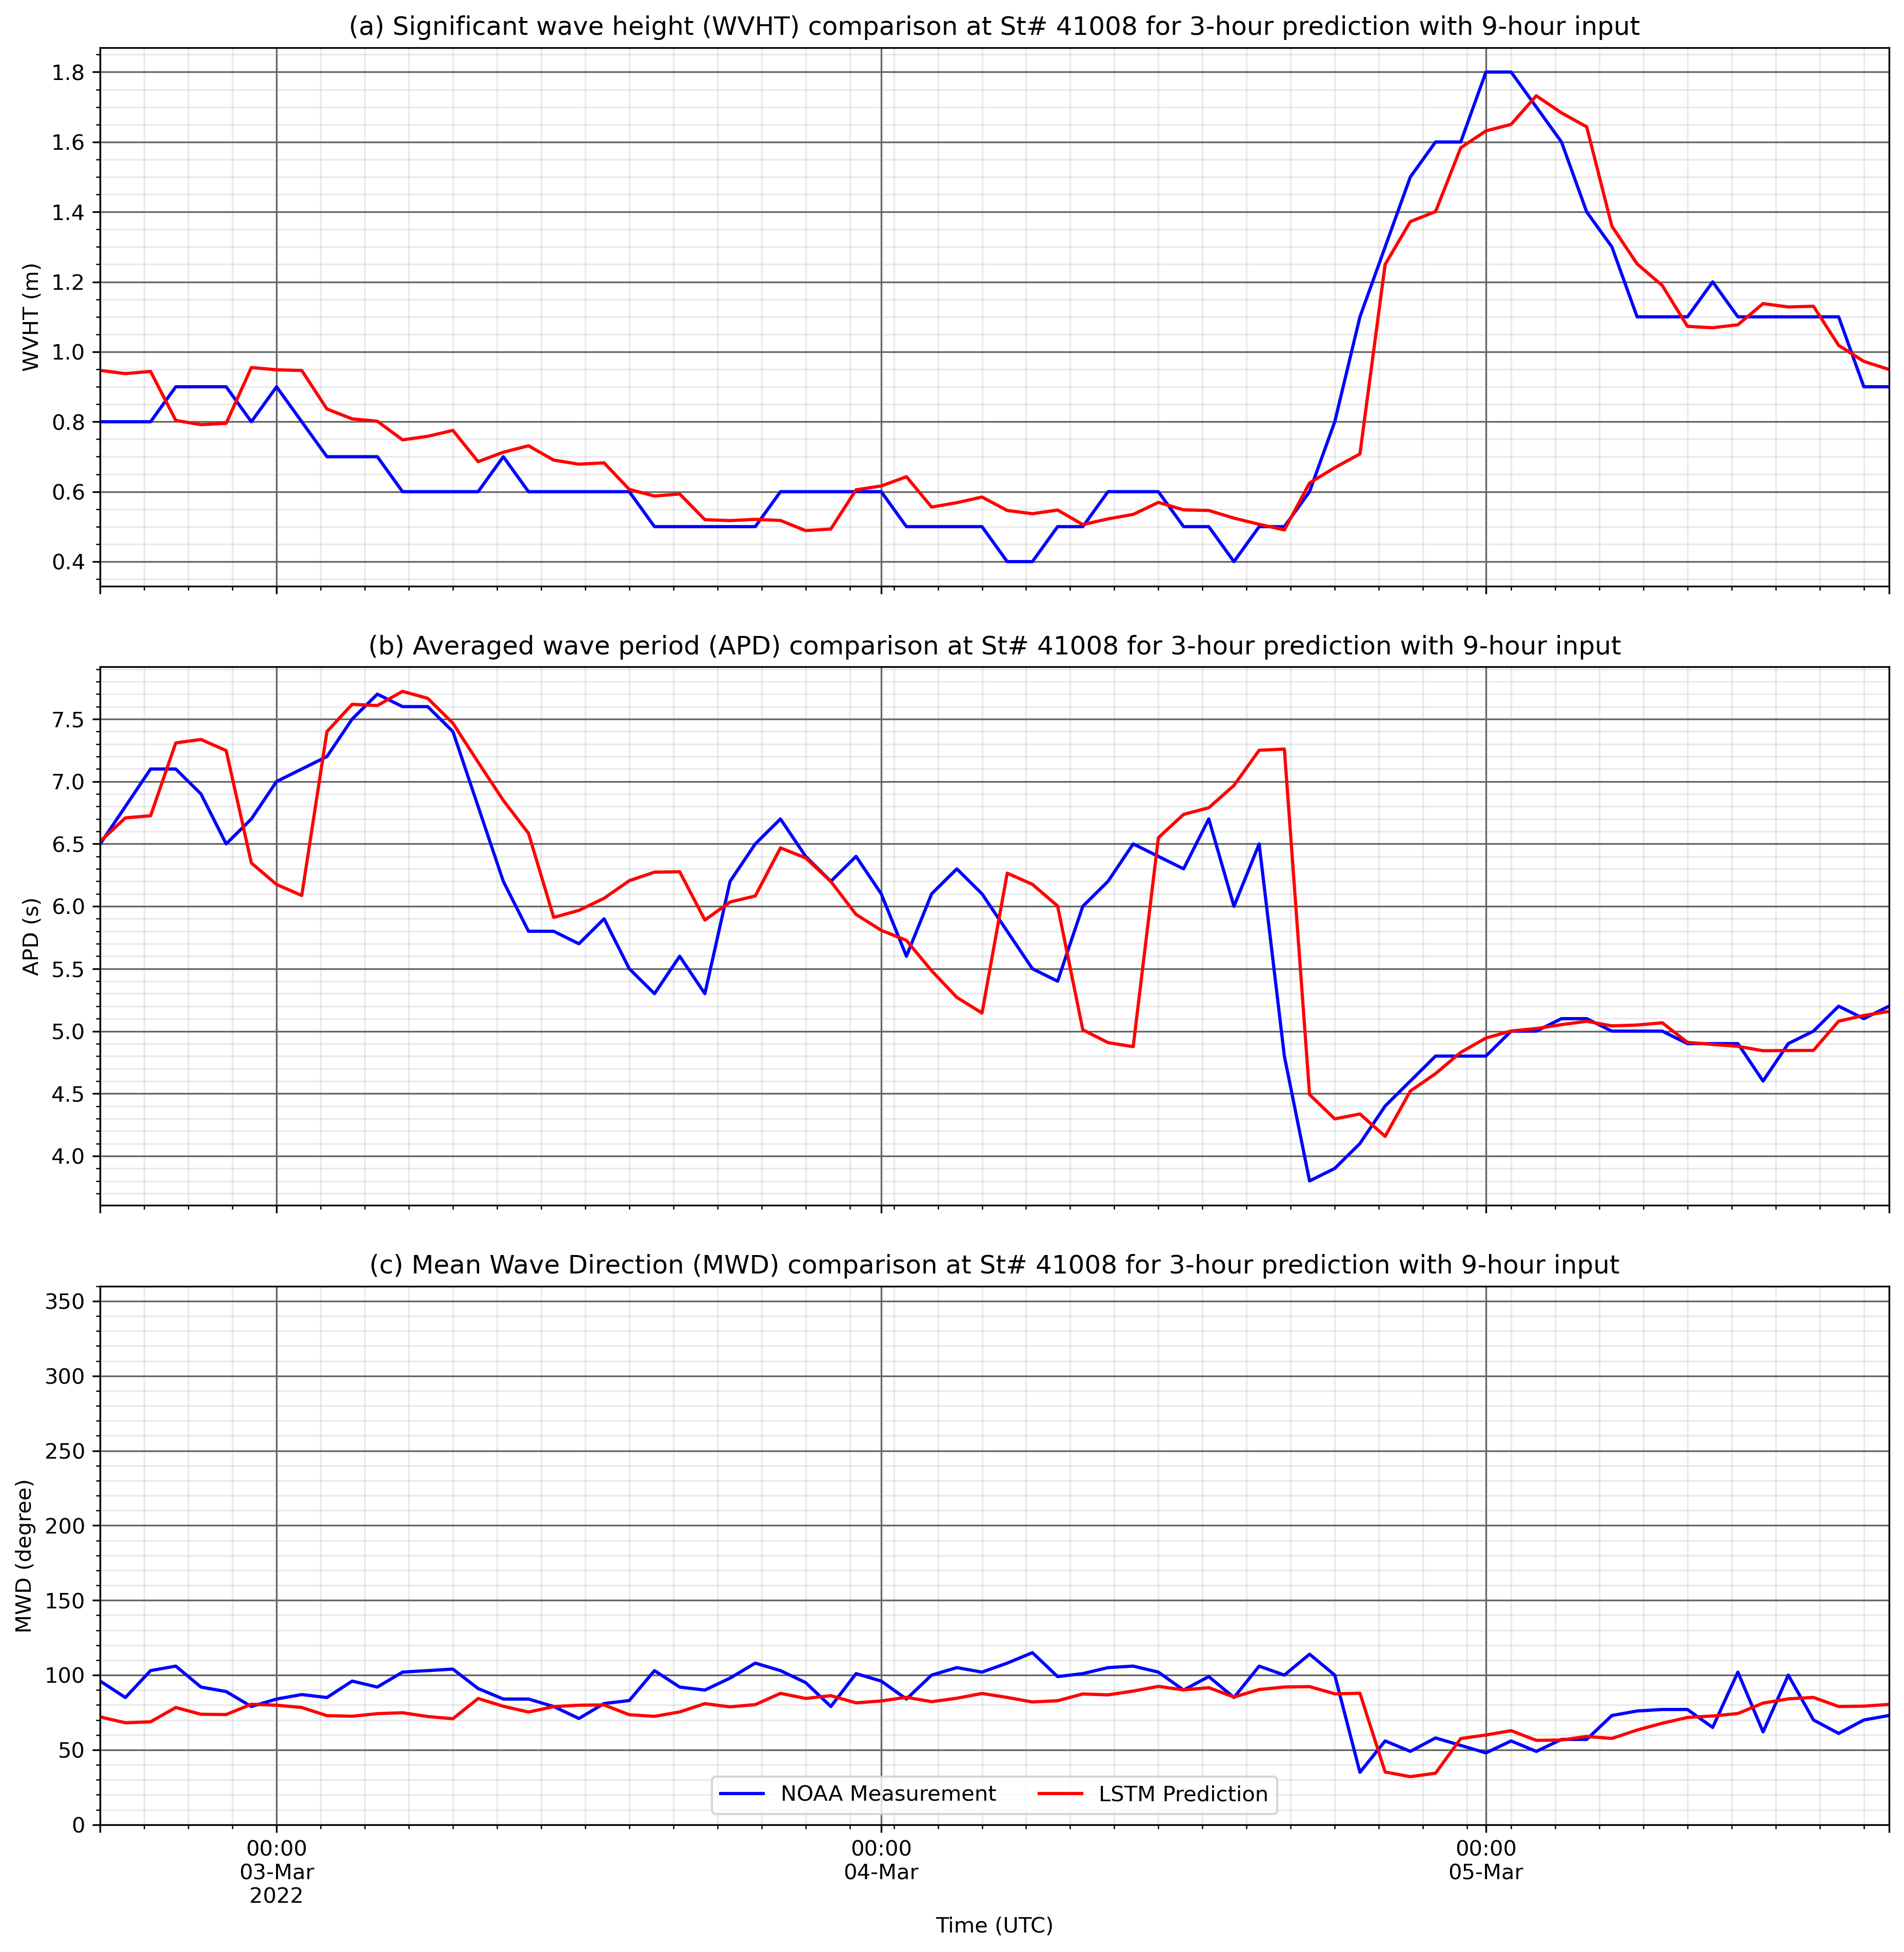 (a) Significant wave height (WVHT) comparison at St# 41008 for 3-hour prediction with 9-hour input
1.8
1.6
1.4
1.2
1.0
0.8
0.6
0.4
WVHT (m)
(b) Averaged wave period (APD) comparison at St# 41008 for 3-hour prediction with 9-hour input
7.5
7.0
6.5
6.0
5.5
5.0
4.5
4.0
APD (s)
(c) Mean Wave Direction (MWD) comparison at St# 41008 for 3-hour prediction with 9-hour input
350
300
250
200
150
100
50
0
MWD (degree)
NOAA Measurement LSTM Prediction
00:00 00:00 00:00
03-Mar 04-Mar 05-Mar
2022
Time (UTC)